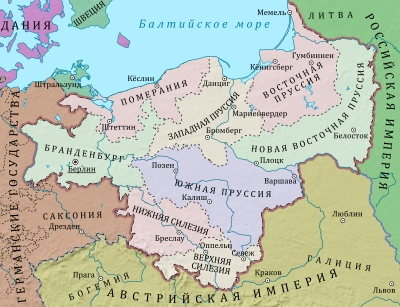 ШВЕЦИЯ
ДАНИЯ
Балтийское море
Мемель
ЛИТВА
РОССИЙСКАЯ ИМПЕРИЯ
Гумбиннен
Кёнигсберг
ВОСТОЧНАЯ
ПРУССИЯ
Штральзунд
Кёслин
Данциг
ПОМЕРАНИЯ
ЗАПАДНАЯ ПРУССИЯ
Мариенвердер
Штеттин
Бромберг
НОВАЯ ВОСТОЧНАЯ ПРУССИЯ
Белосток
ГЕРМАНСКИЕ ГОСУДАРСТВА
БРАНДЕНБУРГ
Берлин
Позен
Плоцк
Варшава
ЮЖНАЯ ПРУССИЯ
Калиш
САКСОНИЯ
Дрезден
НИЖНЯЯ СИЛЕЗИЯ
Бреслау
Люблин
Оппельн
Севеж
ВЕРХНЯЯ
СИЛЕЗИЯ
Прага
БОГЕМИЯ
Краков
ГАЛИЦИЯ
Львов
АВСТРИЙСКАЯ ИМПЕРИЯ